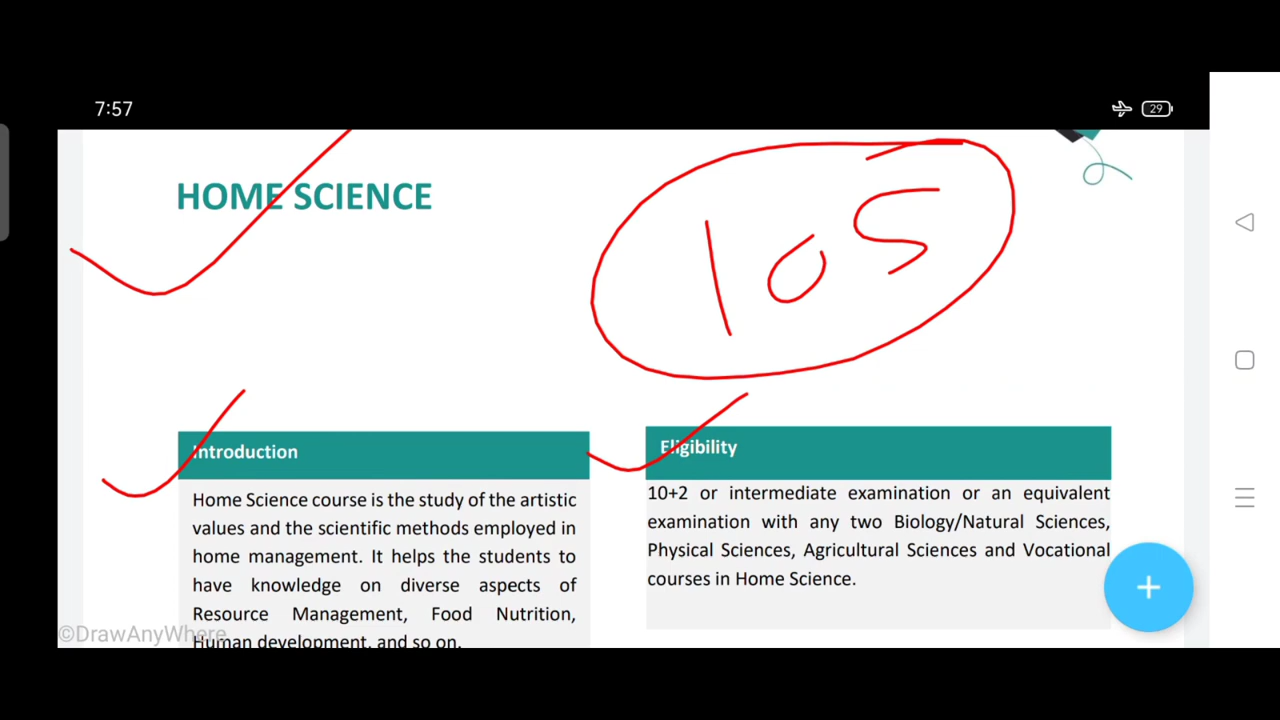 7:57
29
HOME SCIENCE
105
Introduction
Home Science course is the study of the artistic
values and the scientific methods employed in
home management. It helps the students to
have knowledge on diverse aspects of
Resource Management, Food Nutrition,
Human development, and so on.
Eligibility
10+2 or intermediate examination or an equivalent
examination with any two Biology/Natural Sciences,
Physical Sciences, Agricultural Sciences and Vocational
courses in Home Science.
+
©DrawAnyWhere